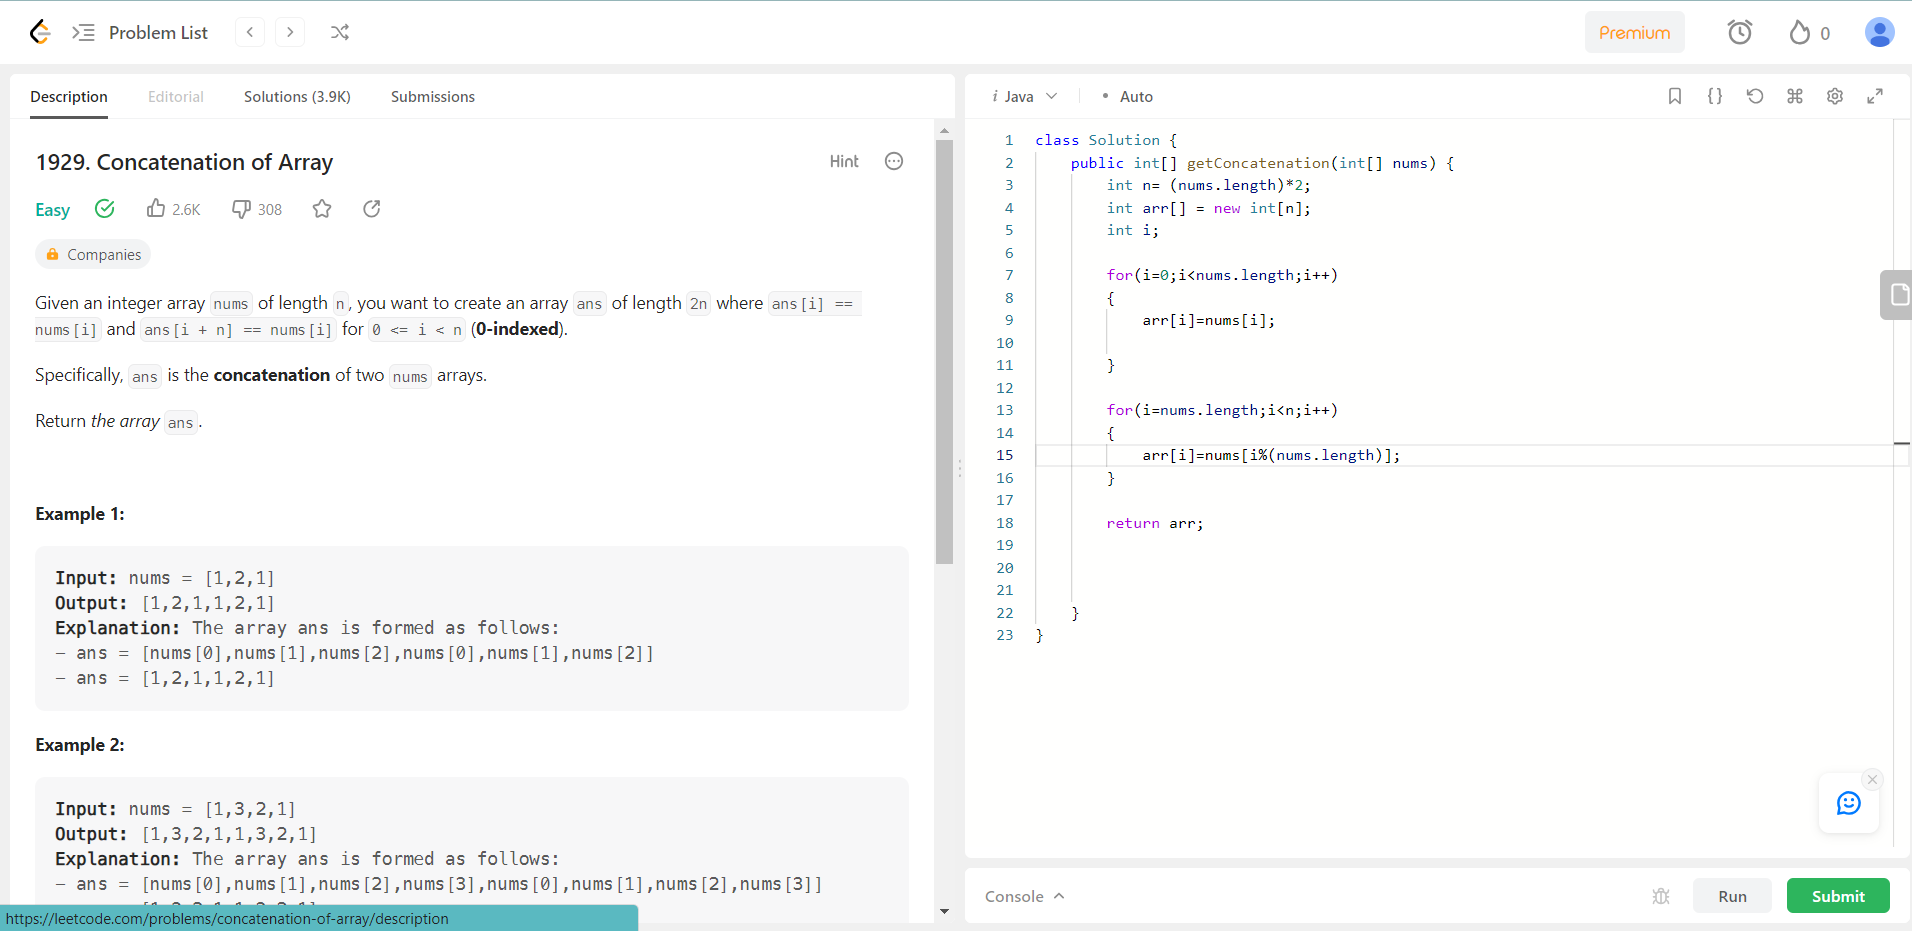 Problem List
Premium
0
Description Editorial Solutions (3.9K) Submissions
1929. Concatenation of Array
Hint
Easy 2.6K 308
Companies
Given an integer array nums of length n, you want to create an array ans of length 2n where ans[i] ==
nums[i] and ans[i + n] == nums[i] for 0 <= i < n (0-indexed).
Specifically, ans is the concatenation of two nums arrays.
Return the array ans.
Example 1:
Input: nums = [1,2,1]
Output: [1,2,1,1,2,1]
Explanation: The array ans is formed as follows:
- ans = [nums[0],nums[1],nums[2],nums[0],nums[1],nums[2]]
- ans = [1,2,1,1,2,1]
Example 2:
Input: nums = [1,3,2,1]
Output: [1,3,2,1,1,3,2,1]
Explanation: The array ans is formed as follows:
- ans = [nums[0],nums[1],nums[2],nums[3],nums[0],nums[1],nums[2],nums[3]]
https://leetcode.com/problems/concatenation-of-array/description
i Java • Auto
1 class Solution {
2 public int[] getConcatenation(int[] nums) {
3 int n= (nums.length)*2;
4 int arr[] = new int[n];
5 int i;
6
7 for(i=0;i<nums.length;i++)
8 {
9 arr[i]=nums[i];
10
11 }
12
13 for(i=nums.length;i<n;i++)
14 {
15 arr[i]=nums[i%(nums.length)];
16 }
17
18 return arr;
19
20
21
22 }
23 }
Console
Run
Submit